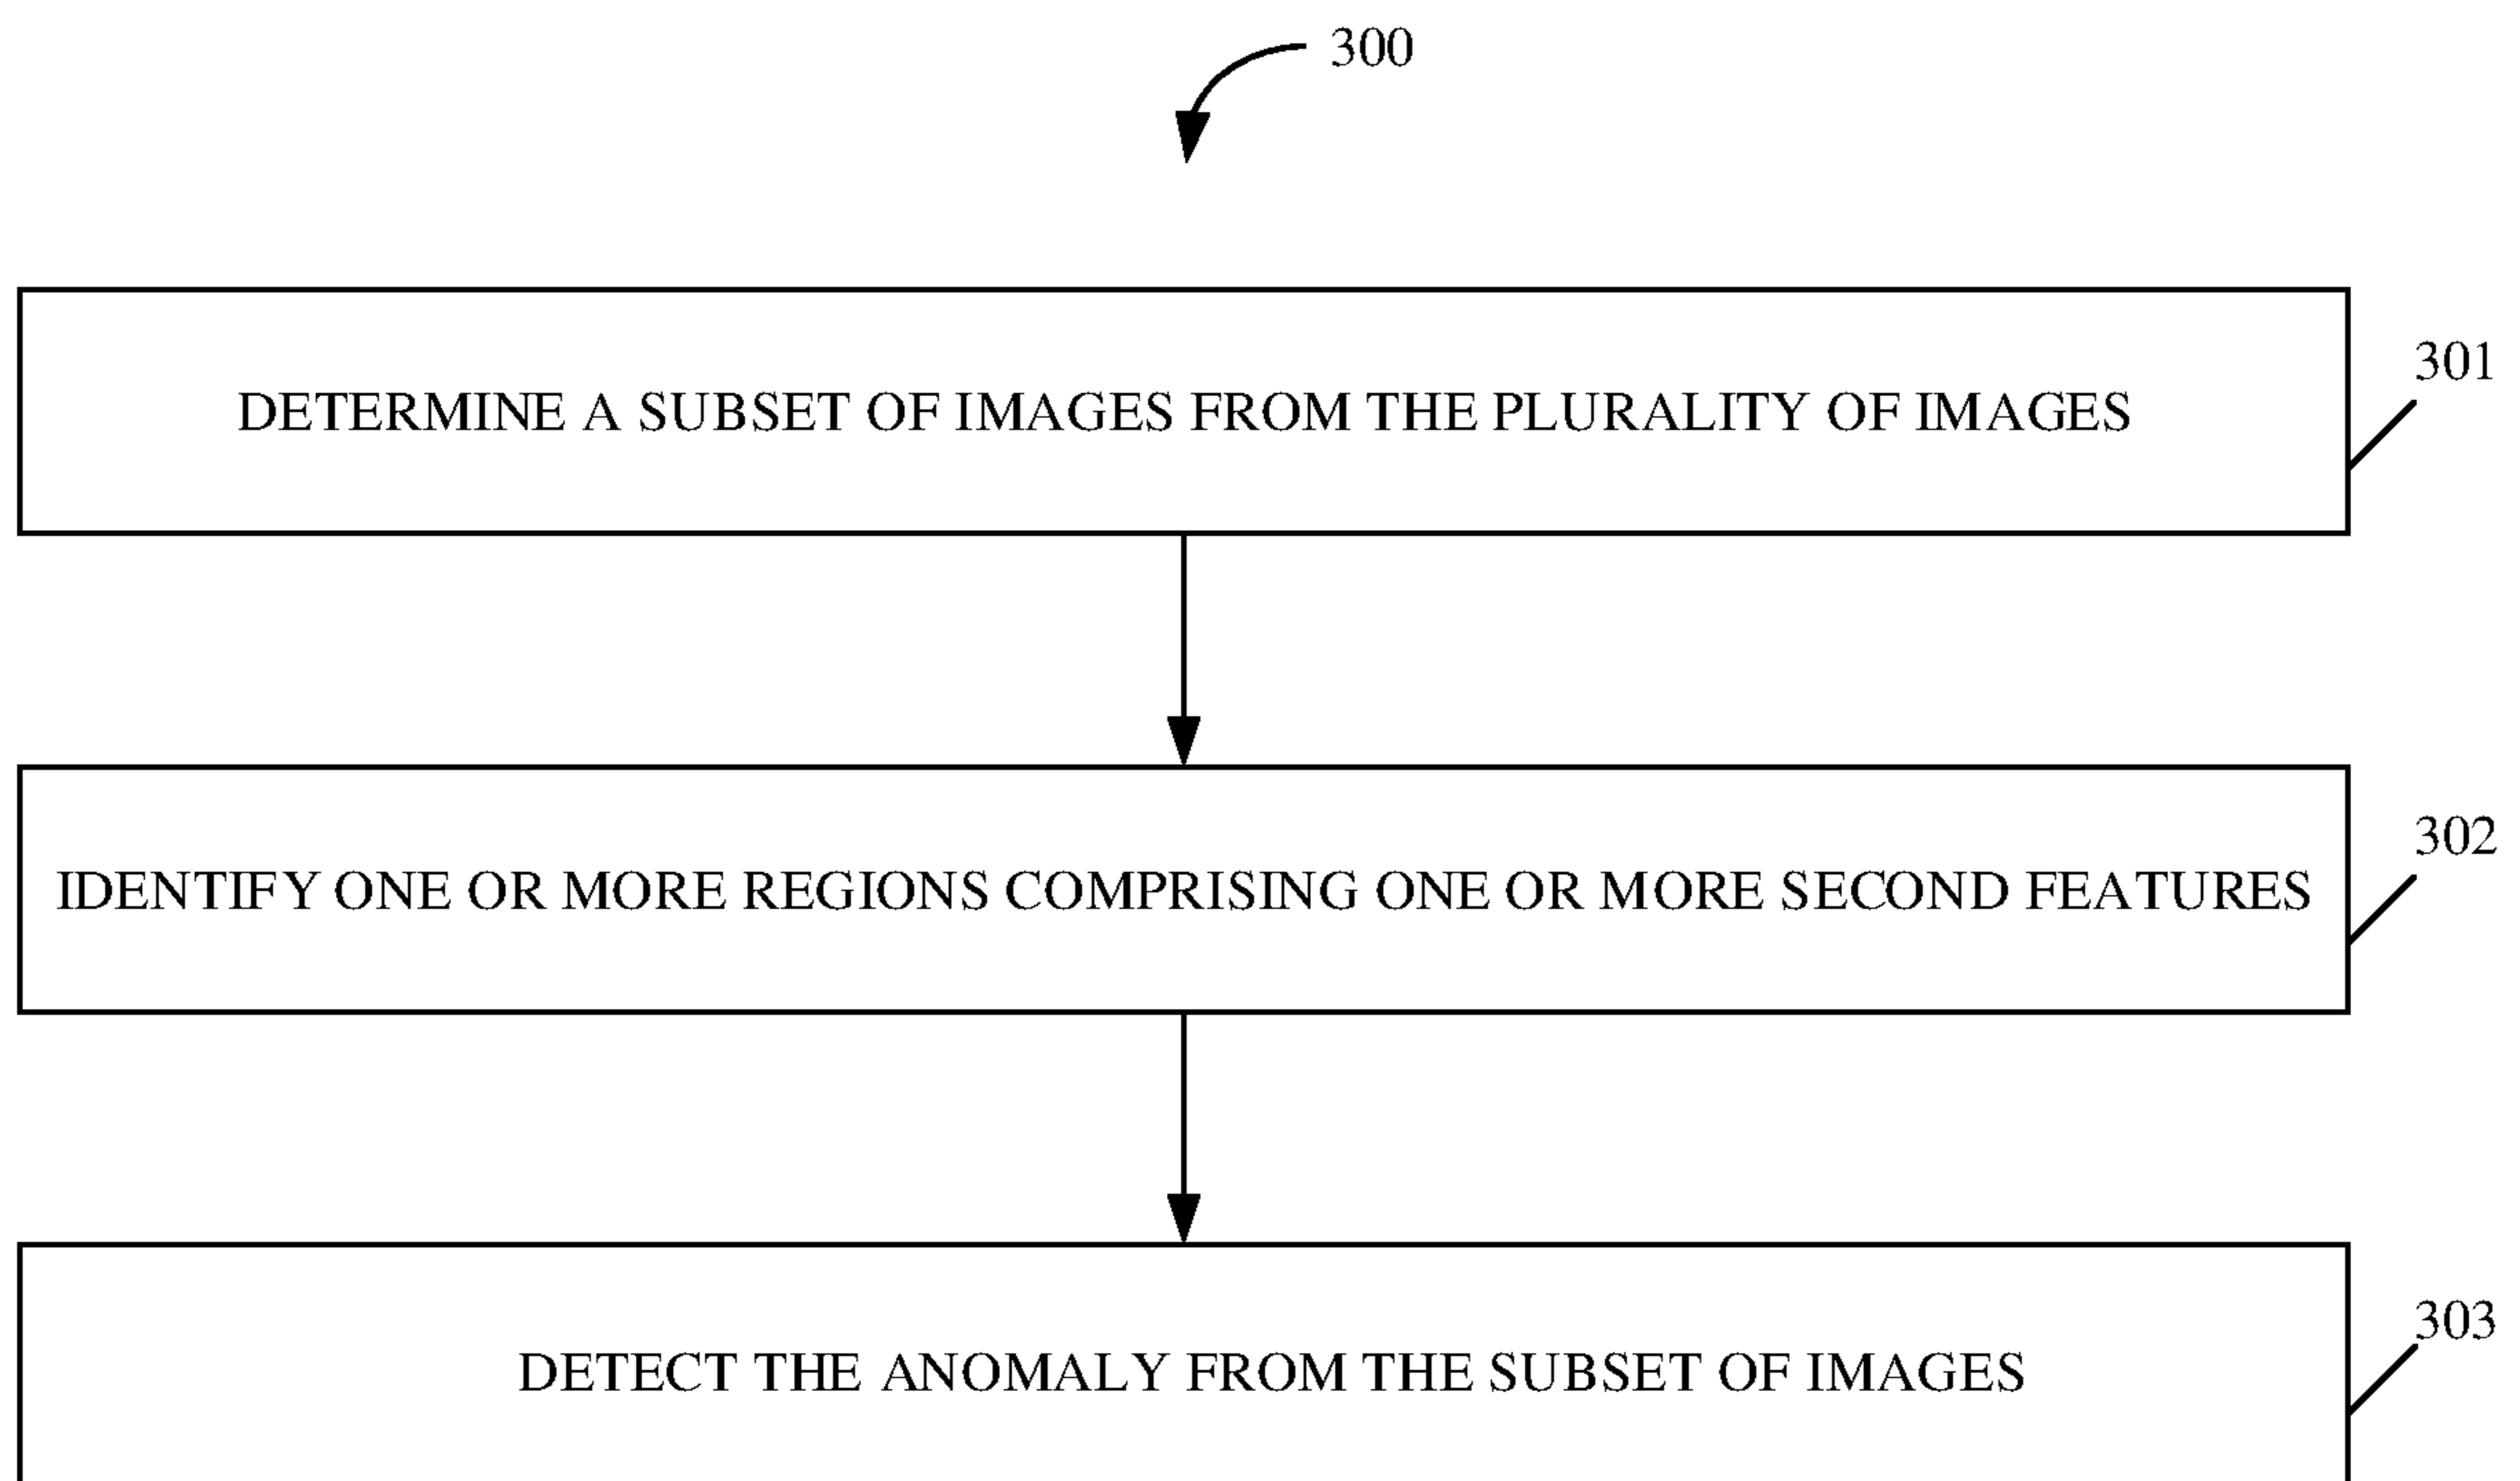 300
301
DETERMINE A SUBSET OF IMAGES FROM THE PLURALITY OF IMAGES
302
IDENTIFY ONE OR MORE REGIONS COMPRISING ONE OR MORE SECOND FEATURES
303
DETECT THE ANOMALY FROM THE SUBSET OF IMAGES